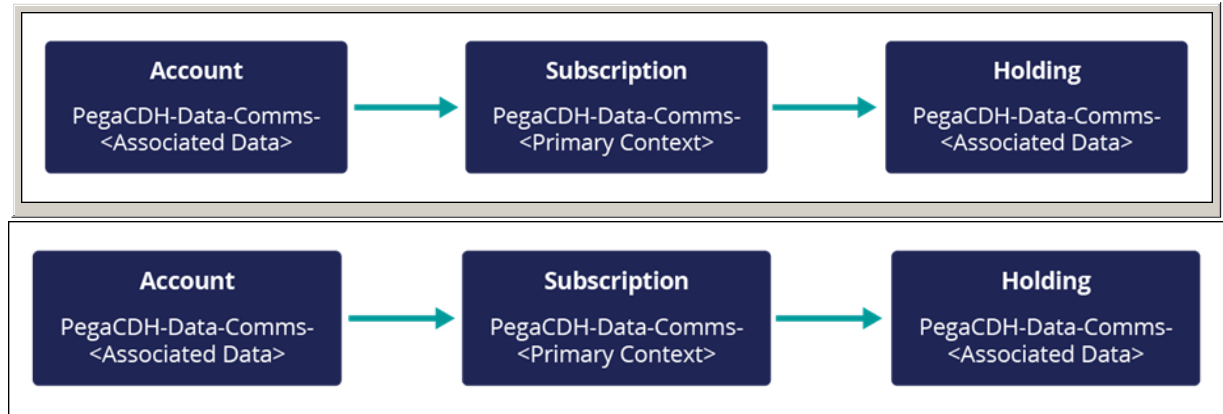 Account
PegaCDH-Data-Comms-
<Associated Data>
Subscription
PegaCDH-Data-Comms-
<Primary Context>
Holding
PegaCDH-Data-Comms-
<Associated Data>
Account
PegaCDH-Data-Comms-
<Associated Data>
Subscription
PegaCDH-Data-Comms-
<Primary Context>
Holding
PegaCDH-Data-Comms-
<Associated Data>